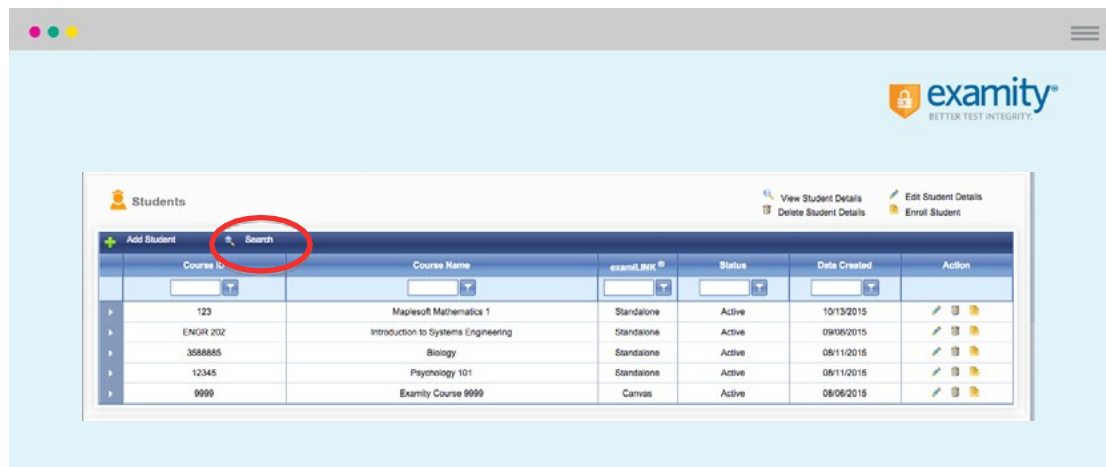 examity®
BETTER TEST INTEGRITY.
Students
View Student Details Edit Student Details
Delete Student Details Enroll Student
Add Student Search
Course ID Course Name examiLINK® Status Date Created Action
123 Maplesoft Mathematics 1 Standalone Active 10/13/2015
ENGR 202 Introduction to Systems Engineering Standalone Active 09/08/2015
3588885 Biology Standalone Active 08/11/2015
12345 Psychology 101 Standalone Active 08/11/2015
9999 Examity Course 9999 Canvas Active 08/06/2015